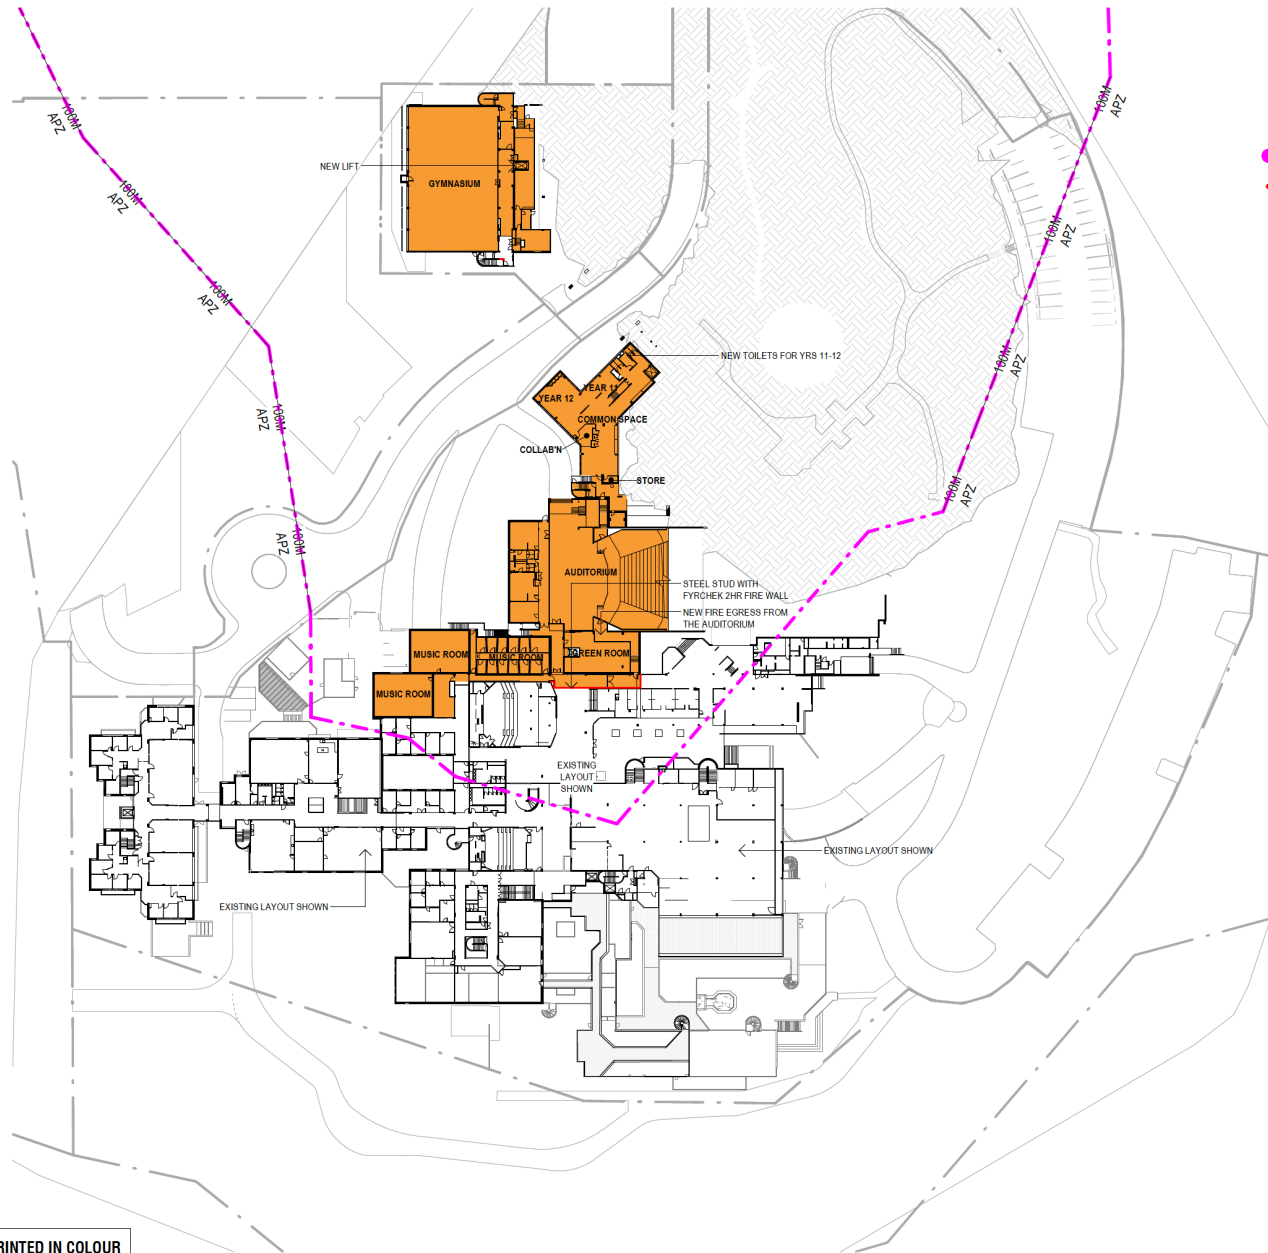 100M
APZ
100M
APZ
100M
APZ
100M
APZ
100M
APZ
100M
APZ
100M
APZ
100M
APZ
100M
APZ
NEW LIFT
GYMNASIUM
NEW TOILETS FOR YRS 11-12
YEAR 11
YEAR 12
COMMON SPACE
COLLAB'N
STORE
AUDITORIUM
STEEL STUD WITH
FYRCHEK 2HR FIRE WALL
NEW FIRE EGRESS FROM
THE AUDITORIUM
MUSIC ROOM
MUSIC ROOM
GREEN ROOM
MUSIC ROOM
EXISTING
LAYOUT
SHOWN
EXISTING LAYOUT SHOWN
EXISTING LAYOUT SHOWN
RINTED IN COLOUR